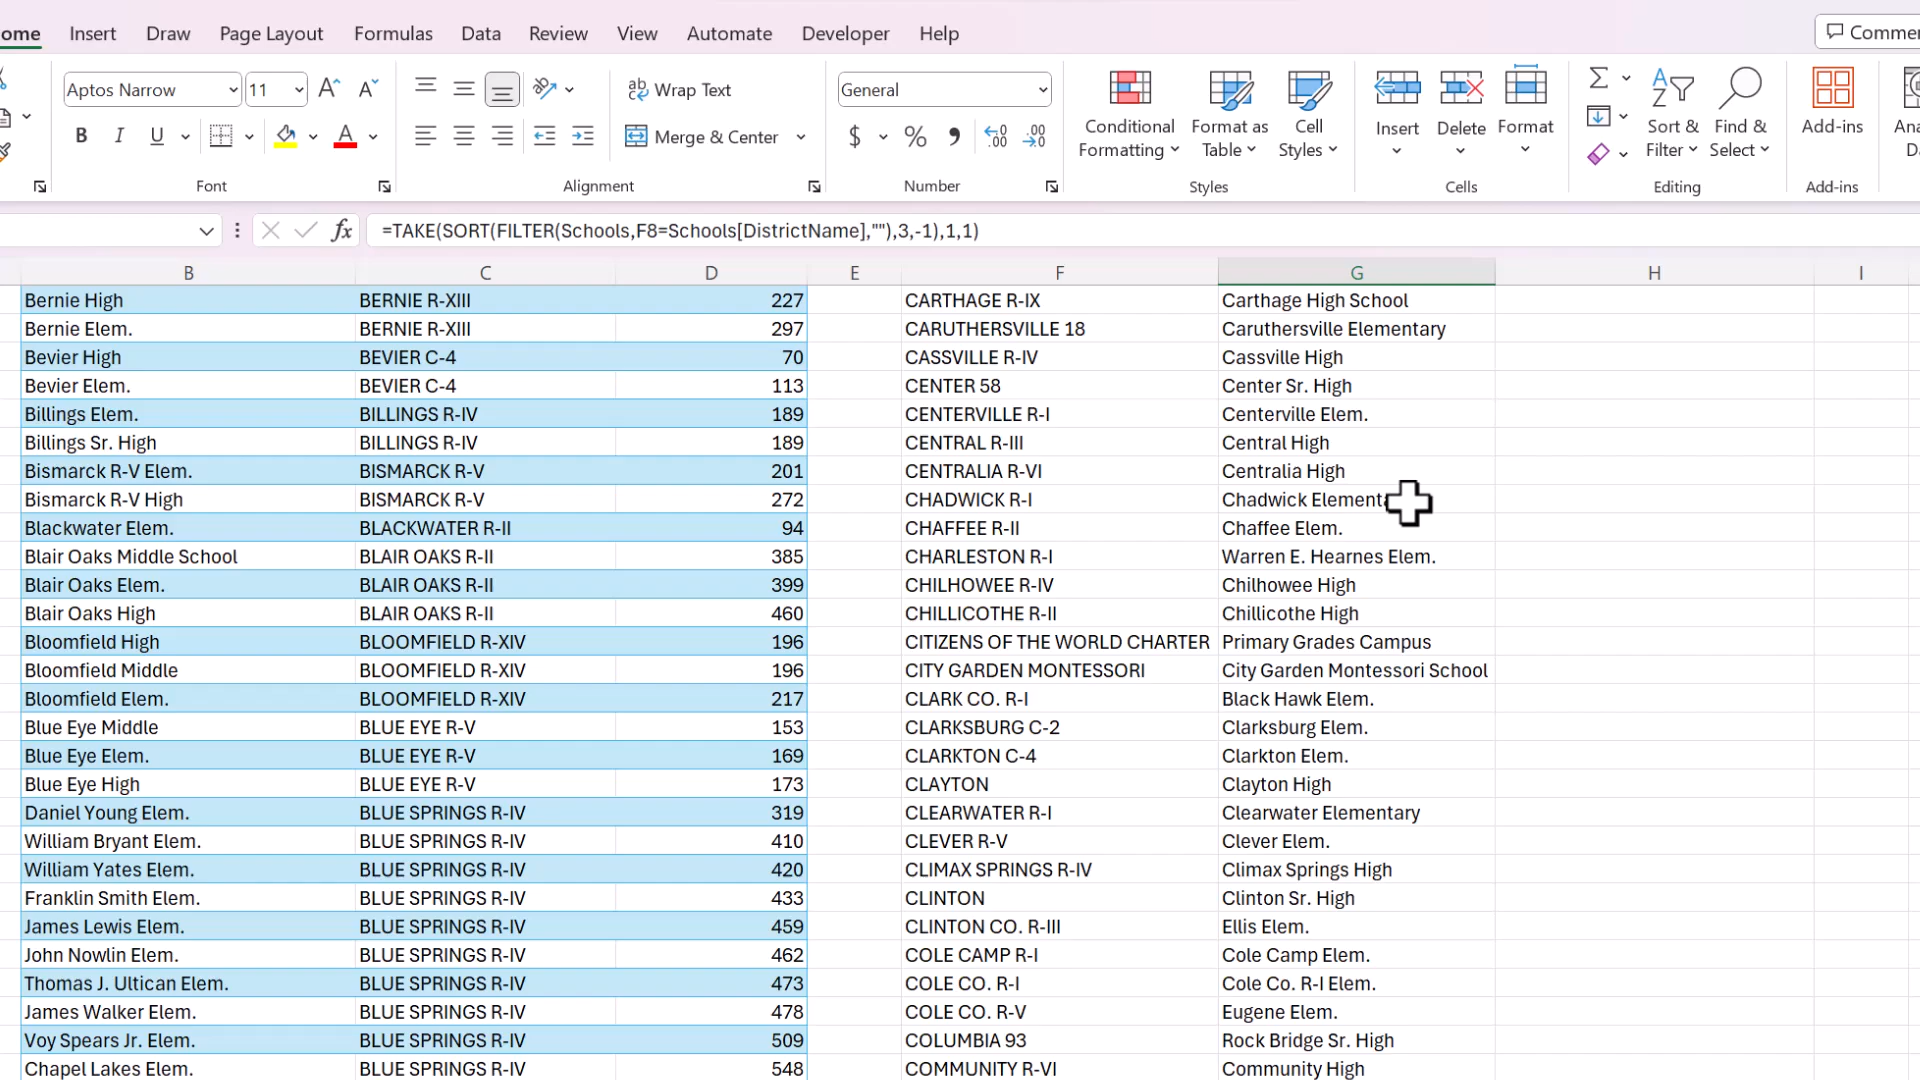 ome Insert Draw Page Layout Formulas Data Review View Automate Developer Help Commen
Aptos Narrow 11 A A Wrap Text General
B I U A Merge & Center $ % 9 .00 .00
Conditional Formatting Format as Table Cell Styles Insert Delete Format Sort & Filter Find & Select Add-ins Ana Da
Font Alignment Number Styles Cells Editing Add-ins
fx =TAKE(SORT(FILTER(Schools,F8=Schools[DistrictName],""),3,-1),1,1)
B C D E F G H I
Bernie High BERNIE R-XIII 227 CARTHAGE R-IX Carthage High School
Bernie Elem. BERNIE R-XIII 297 CARUTHERSVILLE 18 Caruthersville Elementary
Bevier High BEVIER C-4 70 CASSVILLE R-IV Cassville High
Bevier Elem. BEVIER C-4 113 CENTER 58 Center Sr. High
Billings Elem. BILLINGS R-IV 189 CENTERVILLE R-I Centerville Elem.
Billings Sr. High BILLINGS R-IV 189 CENTRAL R-III Central High
Bismarck R-V Elem. BISMARCK R-V 201 CENTRALIA R-VI Centralia High
Bismarck R-V High BISMARCK R-V 272 CHADWICK R-I Chadwick Elementa
Blackwater Elem. BLACKWATER R-II 94 CHAFFEE R-II Chaffee Elem.
Blair Oaks Middle School BLAIR OAKS R-II 385 CHARLESTON R-I Warren E. Hearnes Elem.
Blair Oaks Elem. BLAIR OAKS R-II 399 CHILHOWEE R-IV Chilhowee High
Blair Oaks High BLAIR OAKS R-II 460 CHILLICOTHE R-II Chillicothe High
Bloomfield High BLOOMFIELD R-XIV 196 CITIZENS OF THE WORLD CHARTER Primary Grades Campus
Bloomfield Middle BLOOMFIELD R-XIV 196 CITY GARDEN MONTESSORI City Garden Montessori School
Bloomfield Elem. BLOOMFIELD R-XIV 217 CLARK CO. R-I Black Hawk Elem.
Blue Eye Middle BLUE EYE R-V 153 CLARKSBURG C-2 Clarksburg Elem.
Blue Eye Elem. BLUE EYE R-V 169 CLARKTON C-4 Clarkton Elem.
Blue Eye High BLUE EYE R-V 173 CLAYTON Clayton High
Daniel Young Elem. BLUE SPRINGS R-IV 319 CLEARWATER R-I Clearwater Elementary
William Bryant Elem. BLUE SPRINGS R-IV 410 CLEVER R-V Clever Elem.
William Yates Elem. BLUE SPRINGS R-IV 420 CLIMAX SPRINGS R-IV Climax Springs High
Franklin Smith Elem. BLUE SPRINGS R-IV 433 CLINTON Clinton Sr. High
James Lewis Elem. BLUE SPRINGS R-IV 459 CLINTON CO. R-III Ellis Elem.
John Nowlin Elem. BLUE SPRINGS R-IV 462 COLE CAMP R-I Cole Camp Elem.
Thomas J. Ultican Elem. BLUE SPRINGS R-IV 473 COLE CO. R-I Cole Co. R-I Elem.
James Walker Elem. BLUE SPRINGS R-IV 478 COLE CO. R-V Eugene Elem.
Voy Spears Jr. Elem. BLUE SPRINGS R-IV 509 COLUMBIA 93 Rock Bridge Sr. High
Chapel Lakes Elem. BLUE SPRINGS R-IV 548 COMMUNITY R-VI Community High